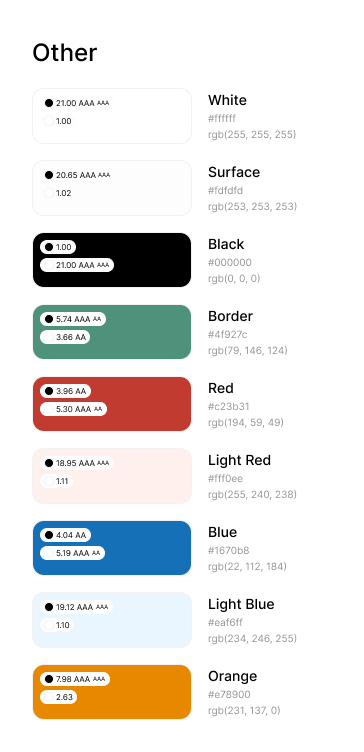 Other
21.00 AAA AAA
1.00
White
#ffffff
rgb(255, 255, 255)
20.65 AAA AAA
1.02
Surface
#fdfdfd
rgb(253, 253, 253)
1.00
21.00 AAA AAA
Black
#000000
rgb(0, 0, 0)
5.74 AAA AA
3.66 AA
Border
#4f927c
rgb(79, 146, 124)
3.96 AA
5.30 AAA AA
Red
#c23b31
rgb(194, 59, 49)
18.95 AAA AAA
1.11
Light Red
#fff0ee
rgb(255, 240, 238)
4.04 AA
5.19 AAA AA
Blue
#1670b8
rgb(22, 112, 184)
19.12 AAA AAA
1.10
Light Blue
#eaf6ff
rgb(234, 246, 255)
7.98 AAA AAA
2.63
Orange
#e78900
rgb(231, 137, 0)